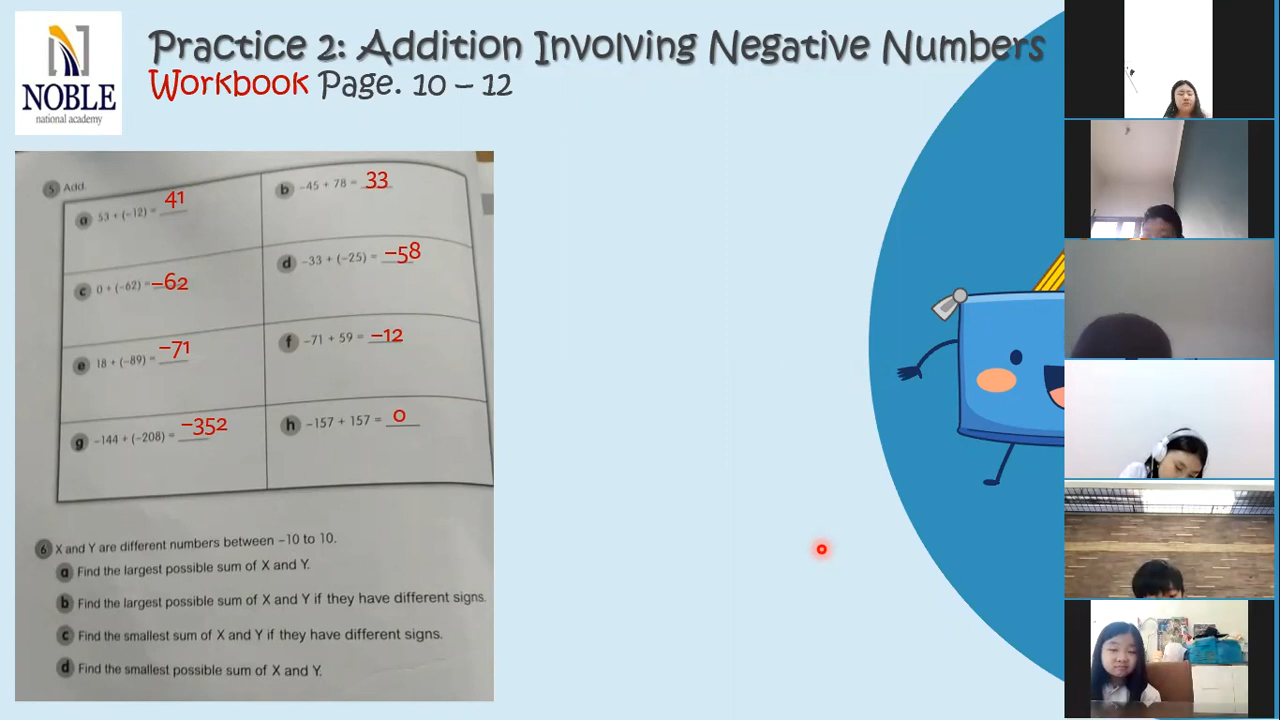 NOBLE
national academy
Practice 2: Addition Involving Negative Numbers
Workbook Page. 10 – 12
5 Add.
a 53 + (–12) = 41
b –45 + 78 = 33
c 0 + (–62) = –62
d –33 + (–25) = –58
e 18 + (–89) = –71
f –71 + 59 = –12
g –144 + (–208) = –352
h –157 + 157 = 0
6 X and Y are different numbers between –10 to 10.
a Find the largest possible sum of X and Y.
b Find the largest possible sum of X and Y if they have different signs.
c Find the smallest sum of X and Y if they have different signs.
d Find the smallest possible sum of X and Y.